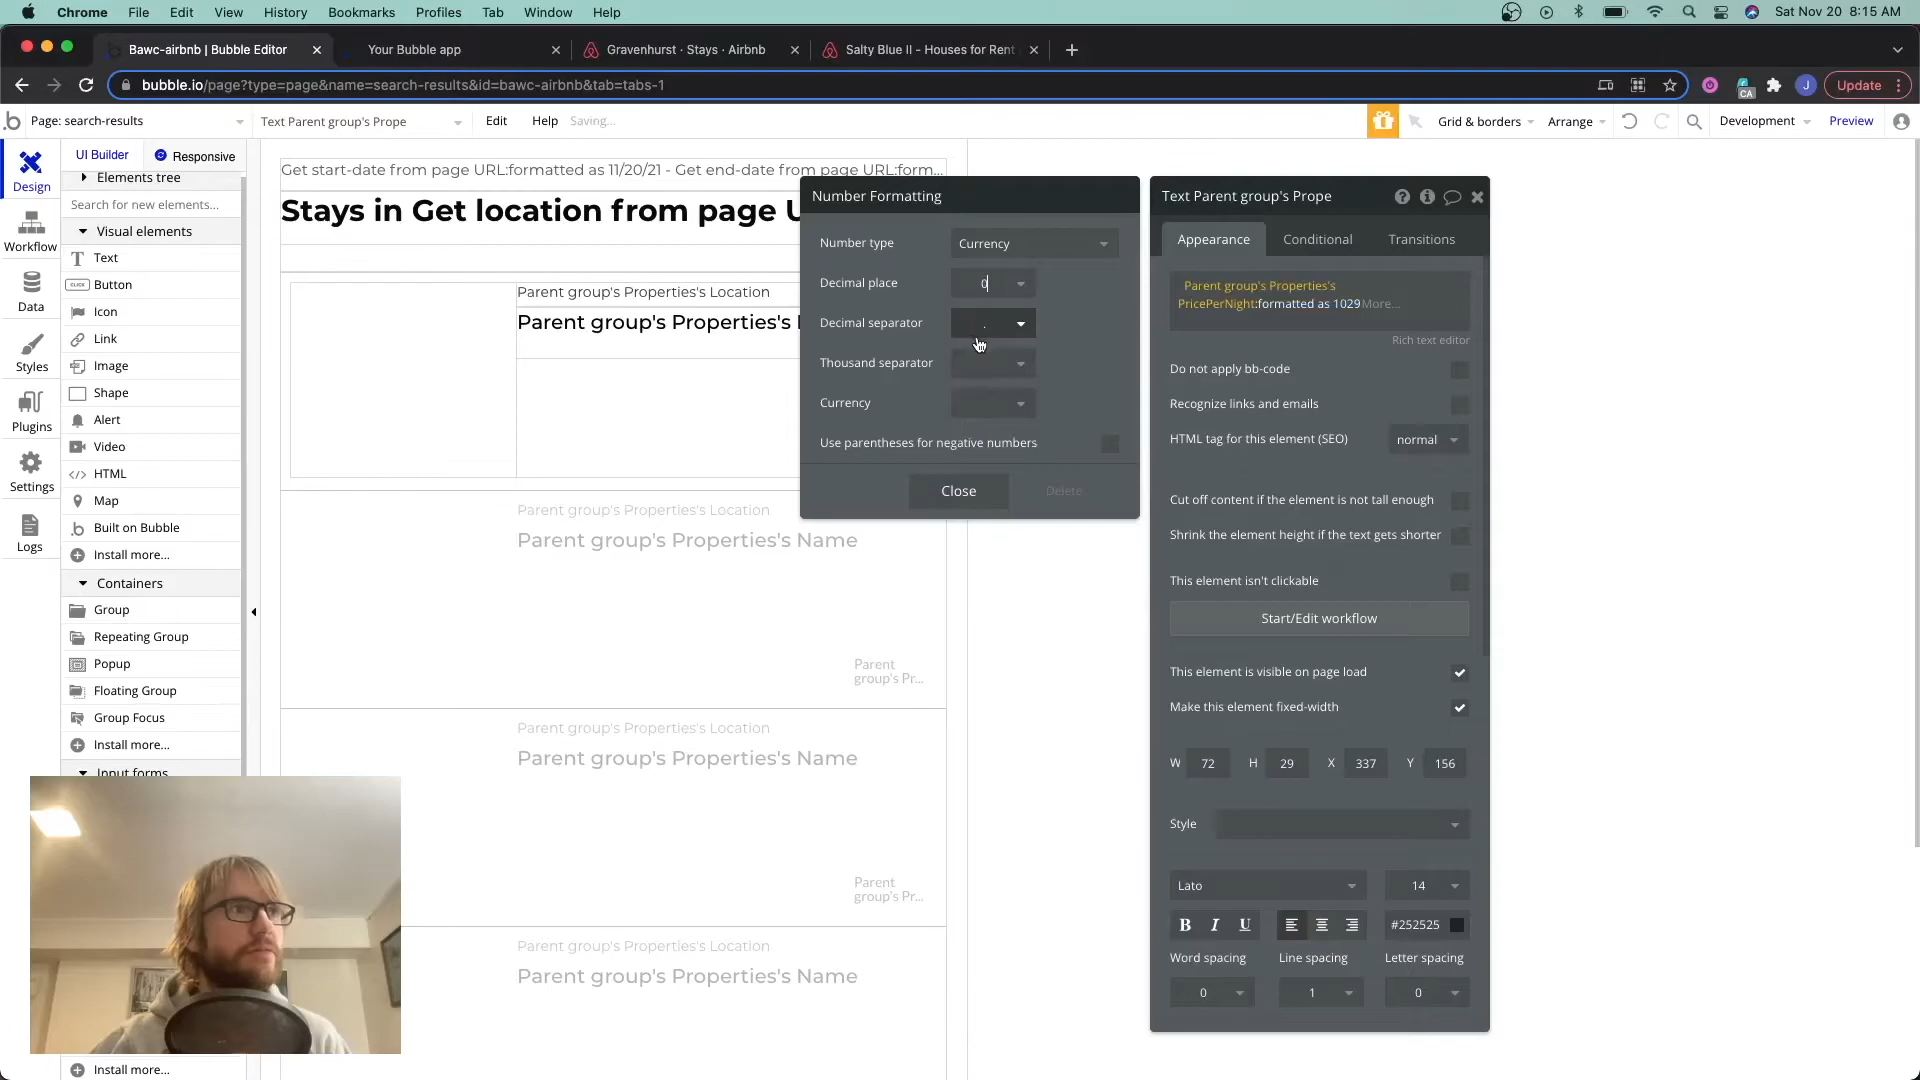 Chrome File Edit View History Bookmarks Profiles Tab Window Help Sat Nov 20 8:15 AM
Bawc-airbnb | Bubble Editor Your Bubble app Gravenhurst · Stays · Airbnb Salty Blue II - Houses for Rent
bubble.io/page?type=page&name=search-results&id=bawc-airbnb&tab=tabs-1 CA J Update
Page: search-results Text Parent group's Prope Edit Help Saving... Grid & borders Arrange Development Preview
Design
Workflow
Data
Styles
Plugins
Settings
Logs
UI Builder Responsive
Elements tree
Search for new elements...
Visual elements
Text
Button
Icon
Link
Image
Shape
Alert
Video
HTML
Map
Built on Bubble
Install more...
Containers
Group
Repeating Group
Popup
Floating Group
Group Focus
Install more...
Input forms
Install more...
Get start-date from page URL:formatted as 11/20/21 - Get end-date from page URL:form...
Stays in Get location from page U
Parent group's Properties's Location
Parent group's Properties's
Parent group's Properties's Location
Parent group's Properties's Name
Parent
group's Pr...
Parent group's Properties's Location
Parent group's Properties's Name
Parent
group's Pr...
Parent group's Properties's Location
Parent group's Properties's Name
Number Formatting
Number type Currency
Decimal place 0
Decimal separator .
Thousand separator
Currency
Use parentheses for negative numbers
Close Delete
Text Parent group's Prope
Appearance Conditional Transitions
Parent group's Properties's
PricePerNight:formatted as 1029More...
Rich text editor
Do not apply bb-code
Recognize links and emails
HTML tag for this element (SEO) normal
Cut off content if the element is not tall enough
Shrink the element height if the text gets shorter
This element isn't clickable
Start/Edit workflow
This element is visible on page load
Make this element fixed-width
W 72 H 29 X 337 Y 156
Style
Lato 14
B I U #252525
Word spacing Line spacing Letter spacing
0 1 0